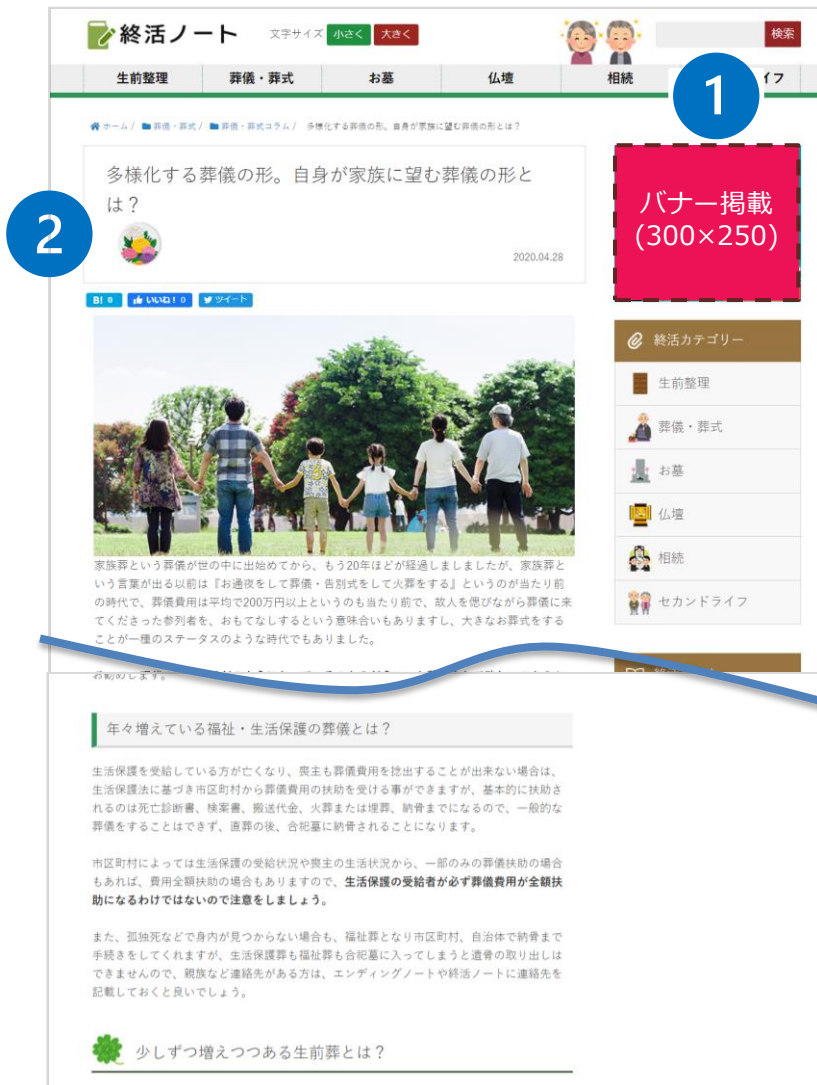 終活ノート
文字サイズ 小さく 大きく
検索
生前整理 葬儀・葬式 お墓 仏壇 相続 イフ
1
ホーム / 葬儀・葬式 / 葬儀・葬式コラム / 多様化する葬儀の形。自身が家族に望む葬儀の形とは?
多様化する葬儀の形。自身が家族に望む葬儀の形と
は?
2
2020.04.28
バナー掲載
(300×250)
B! 0 いいね! 0 ツイート
終活カテゴリー
生前整理
葬儀・葬式
お墓
仏壇
相続
セカンドライフ
家族葬という葬儀が世の中に出始めてから、もう20年ほどが経過しましましたが、家族葬と
いう言葉が出る以前は『お通夜をして葬儀・告別式をして火葬をする』というのが当たり前
の時代で、葬儀費用は平均で200万円以上というのも当たり前で、故人を偲びながら葬儀に来
てくださった参列者を、おもてなしするという意味合いもありますし、大きなお葬式をする
ことが一種のステータスのような時代でもありました。
お勧めします。
年々増えている福祉・生活保護の葬儀とは?
生活保護を受給している方が亡くなり、喪主も葬儀費用を捻出することが出来ない場合は、
生活保護法に基づき市区町村から葬儀費用の扶助を受ける事ができますが、基本的に扶助さ
れるのは死亡診断書、検案書、搬送代金、火葬または埋葬、納骨までになるので、一般的な
葬儀をすることはできず、直葬の後、合祀墓に納骨されることになります。
市区町村によっては生活保護の受給状況や喪主の生活状況から、一部のみの葬儀扶助の場合
もあれば、費用全額扶助の場合もありますので、生活保護の受給者が必ず葬儀費用が全額扶
助になるわけではないので注意をしましょう。
また、孤独死などで身内が見つからない場合も、福祉葬となり市区町村、自治体で納骨まで
手続きをしてくれますが、生活保護葬も福祉葬も合祀墓に入ってしまうと遺骨の取り出しは
できませんので、親族など連絡先がある方は、エンディングノートや終活ノートに連絡先を
記載しておくと良いでしょう。
少しずつ増えつつある生前葬とは?